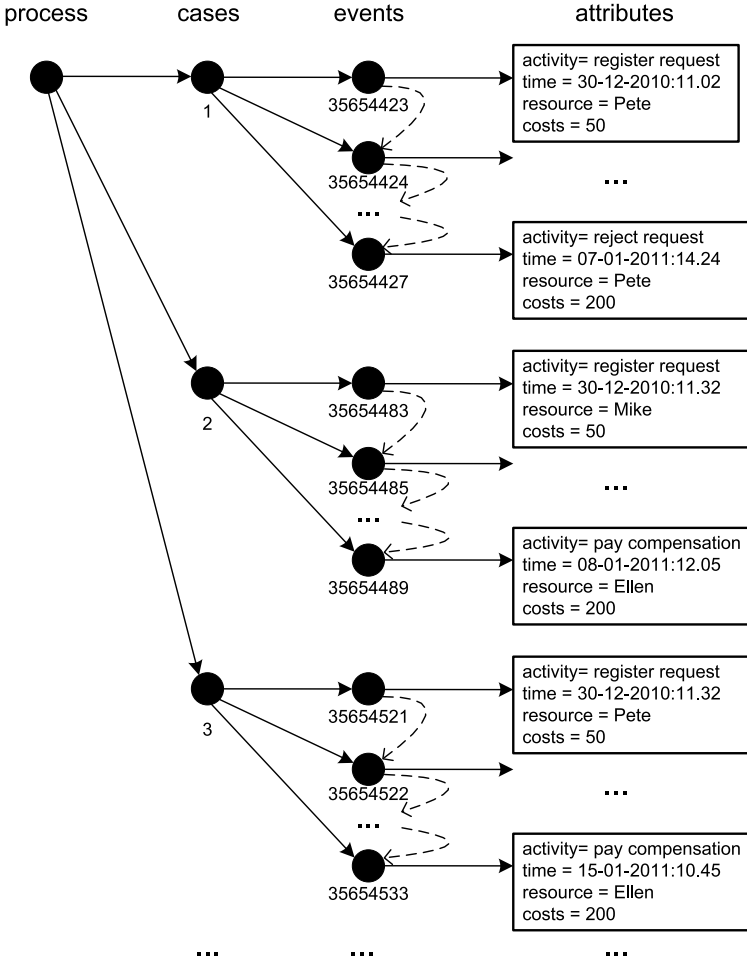 process cases events attributes
activity= register request
time = 30-12-2010:11.02
resource = Pete
costs = 50
35654423
1
35654424
...
...
activity= reject request
time = 07-01-2011:14.24
resource = Pete
costs = 200
35654427
activity= register request
time = 30-12-2010:11.32
resource = Mike
costs = 50
35654483
2
35654485
...
...
activity= pay compensation
time = 08-01-2011:12.05
resource = Ellen
costs = 200
35654489
activity= register request
time = 30-12-2010:11.32
resource = Pete
costs = 50
35654521
3
35654522
...
...
activity= pay compensation
time = 15-01-2011:10.45
resource = Ellen
costs = 200
35654533
... ... ...